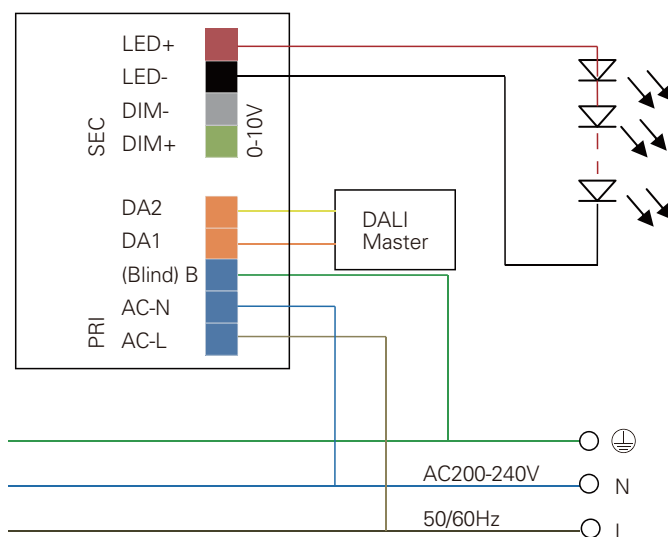 LED+
LED-
DIM-
DIM+
SEC
0-10V
DA2
DA1
(Blind) B
AC-N
AC-L
PRI
DALI
Master
AC200-240V
N
50/60Hz
L